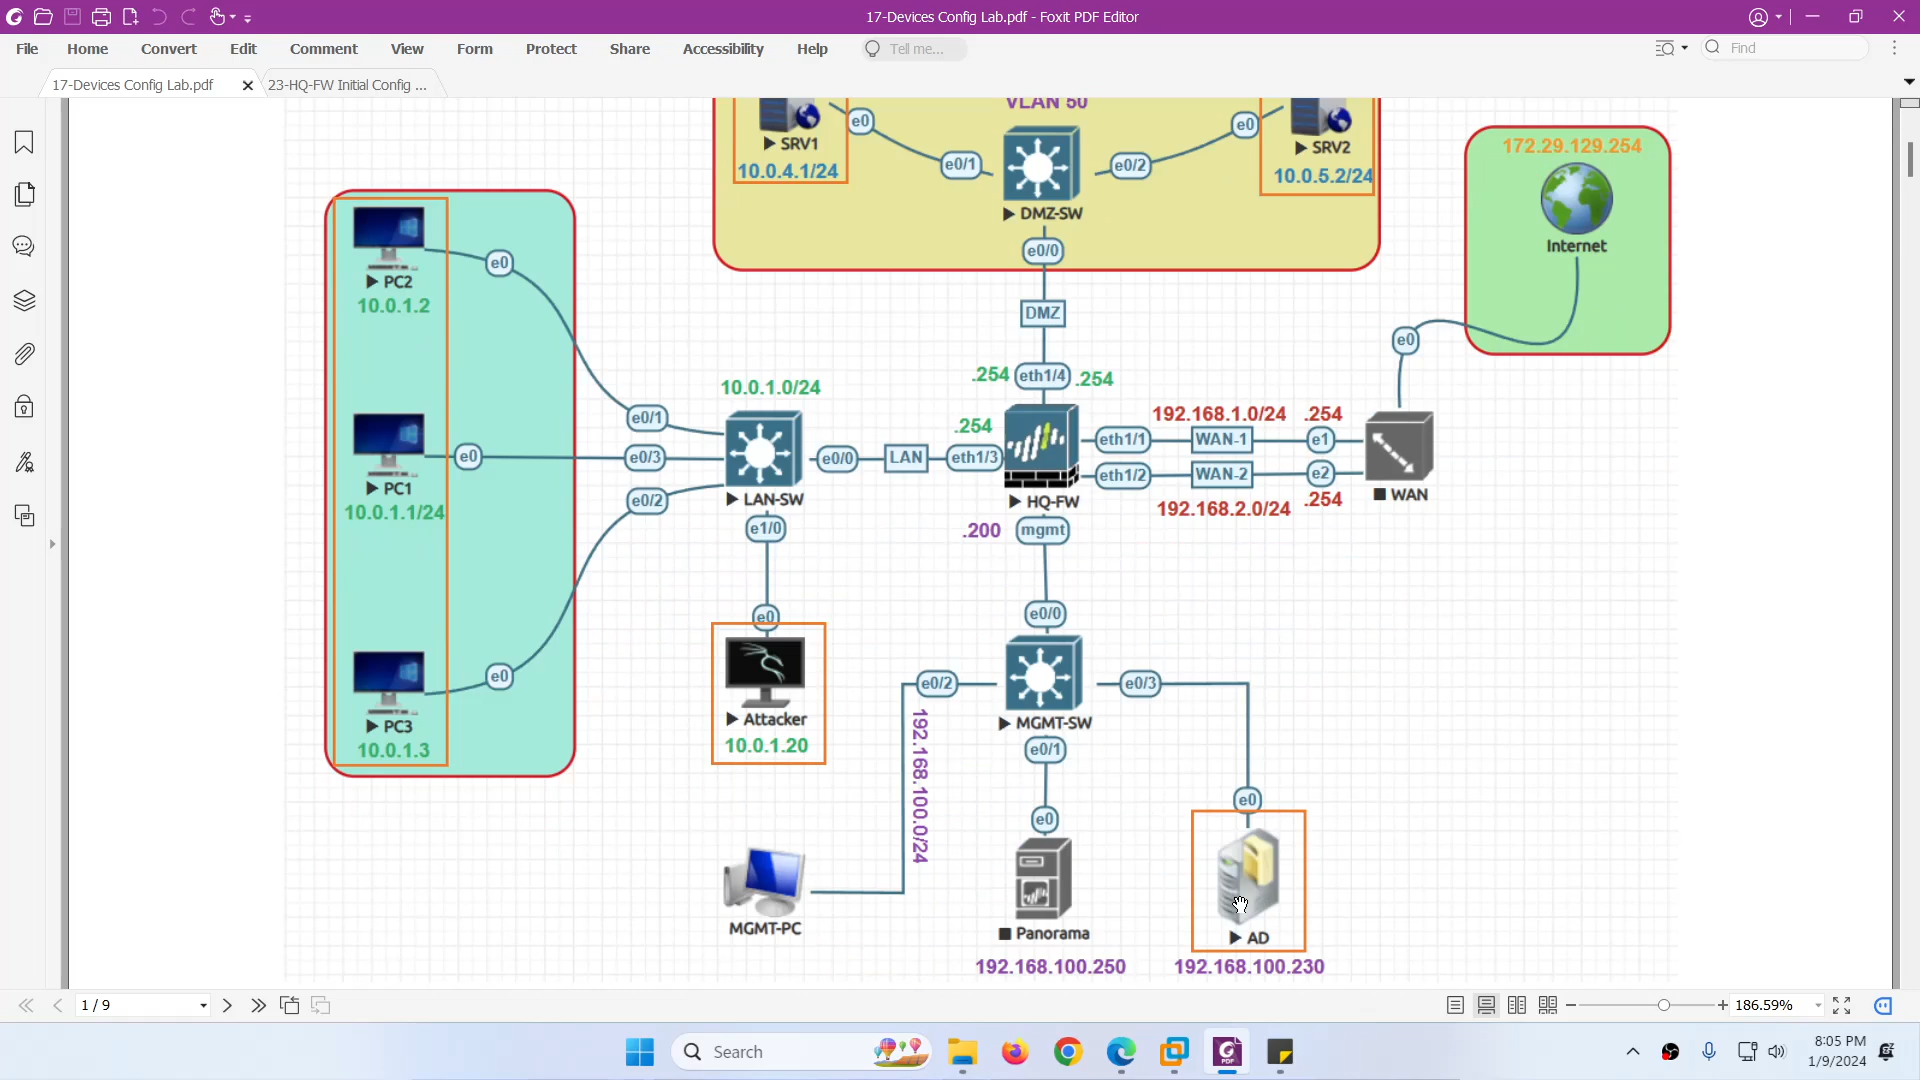 17-Devices Config Lab.pdf - Foxit PDF Editor
File Home Convert Edit Comment View Form Protect Share Accessibility Help Tell me... Find
17-Devices Config Lab.pdf 23-HQ-FW Initial Config ...
VLAN 50
SRV1
10.0.4.1/24
e0
e0/1
DMZ-SW
e0/2
e0
SRV2
10.0.5.2/24
172.29.129.254
Internet
e0/0
DMZ
.254 eth1/4 .254
e0
PC2
10.0.1.2
e0
PC1
10.0.1.1/24
e0
PC3
10.0.1.3
e0
10.0.1.0/24
e0/1
e0/3
e0/2
LAN-SW
e0/0
LAN
.254
eth1/3
HQ-FW
eth1/1
192.168.1.0/24 .254
WAN-1
e1
eth1/2
WAN-2
e2
192.168.2.0/24 .254
WAN
e1/0
e0
Attacker
10.0.1.20
.200 mgmt
e0/0
e0/2
MGMT-SW
e0/3
e0/1
192.168.100.0/24
e0
e0
MGMT-PC
Panorama
192.168.100.250
AD
192.168.100.230
1 / 9
186.59%
Search
PDF
8:05 PM
1/9/2024